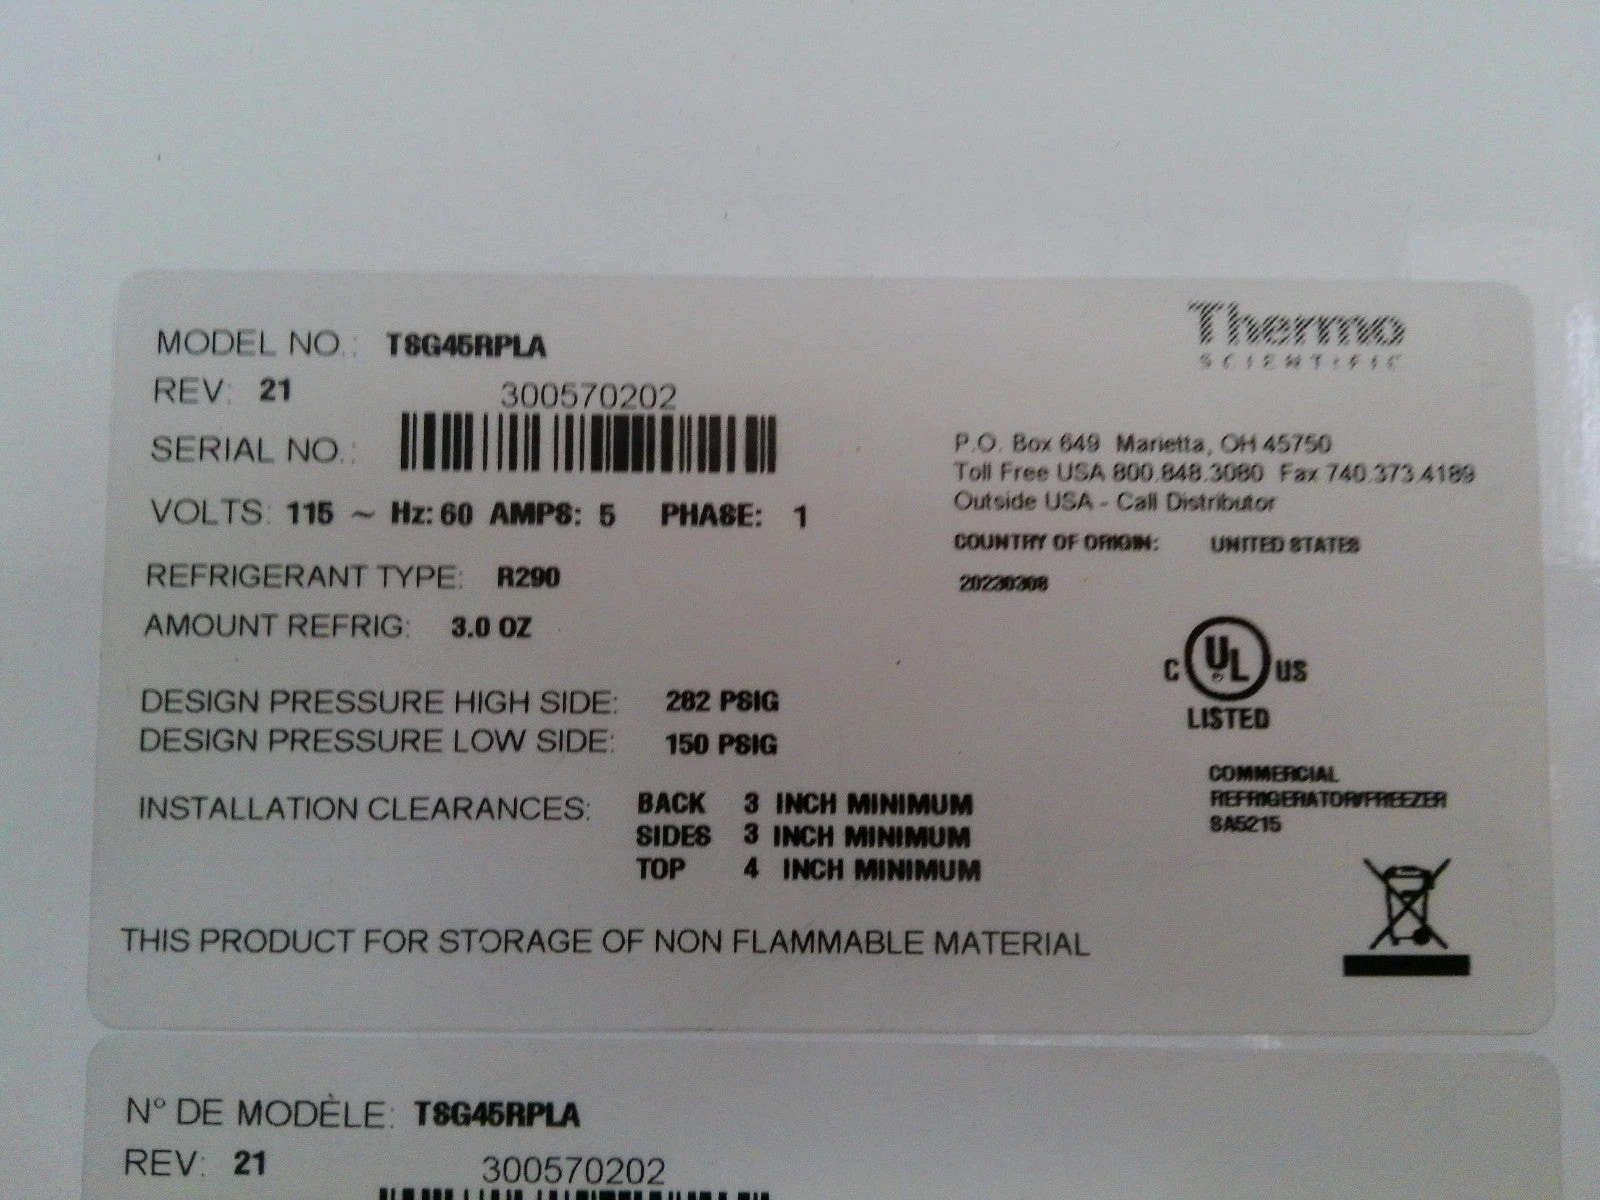 Thermo
SCIENTIFIC
MODEL NO.: TSG45RPLA
REV: 21
300570202
SERIAL NO.:
VOLTS: 115 ~ Hz: 60 AMPS: 5 PHASE: 1
REFRIGERANT TYPE: R290
AMOUNT REFRIG: 3.0 OZ
DESIGN PRESSURE HIGH SIDE: 282 PSIG
DESIGN PRESSURE LOW SIDE: 150 PSIG
INSTALLATION CLEARANCES: BACK 3 INCH MINIMUM
SIDES 3 INCH MINIMUM
TOP 4 INCH MINIMUM
THIS PRODUCT FOR STORAGE OF NON FLAMMABLE MATERIAL
P.O. Box 649 Marietta, OH 45750
Toll Free USA 800.848.3080 Fax 740.373.4189
Outside USA - Call Distributor
COUNTRY OF ORIGIN: UNITED STATES
20230308
C UL® US
LISTED
COMMERCIAL
REFRIGERATOR/FREEZER
SA5215
N° DE MODÈLE: TSG45RPLA
REV: 21
300570202